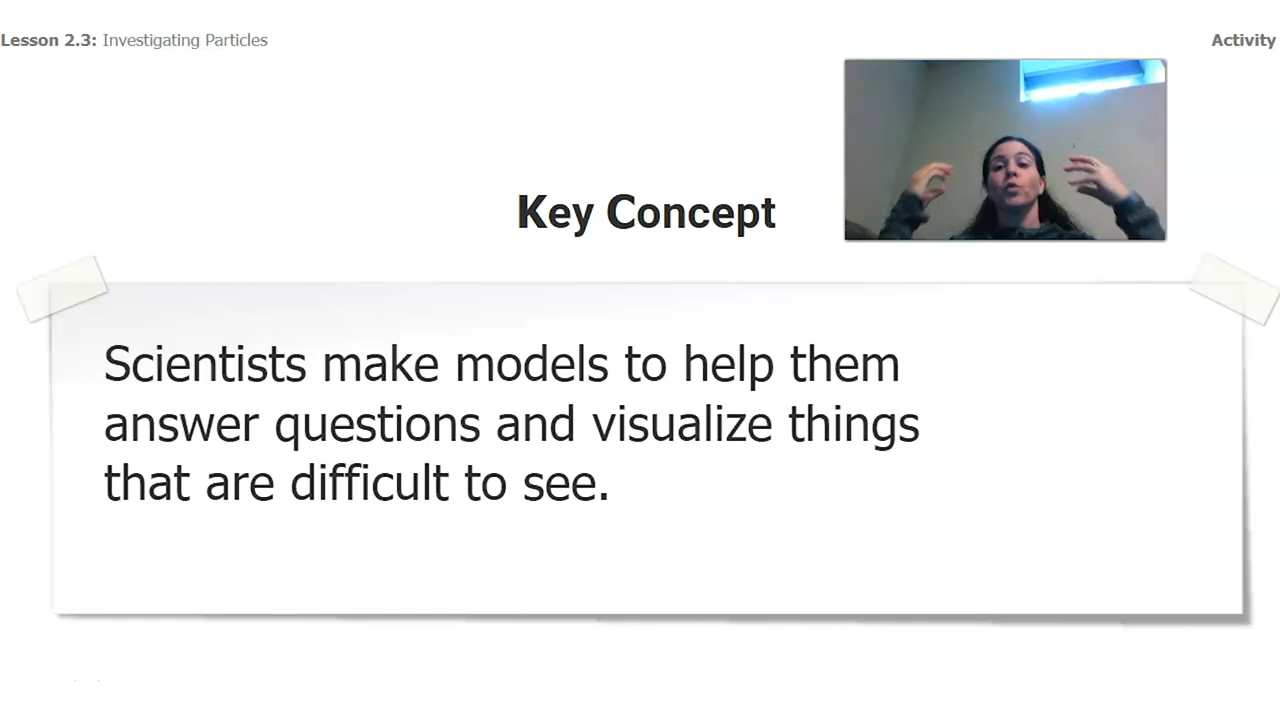 Lesson 2.3: Investigating Particles
Activity
Key Concept
Scientists make models to help them
answer questions and visualize things
that are difficult to see.